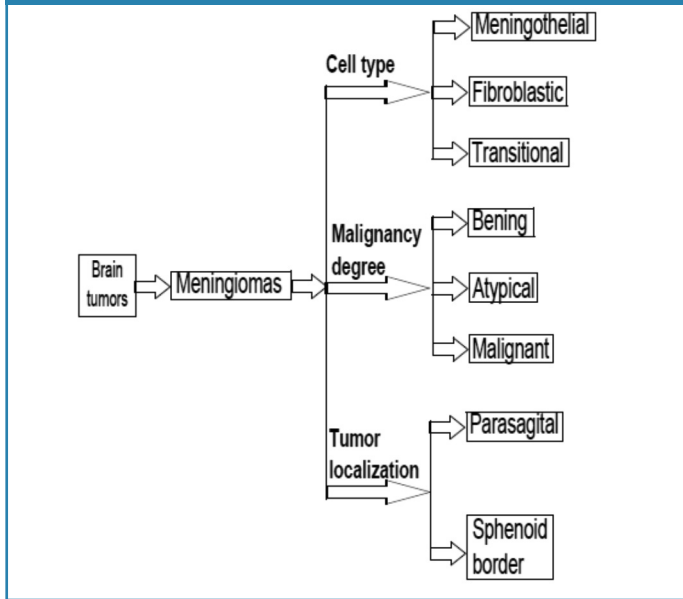 Brain
tumors
Meningiomas
Cell type
Meningothelial
Fibroblastic
Transitional
Malignancy
degree
Bening
Atypical
Malignant
Tumor
localization
Parasagital
Sphenoid
border